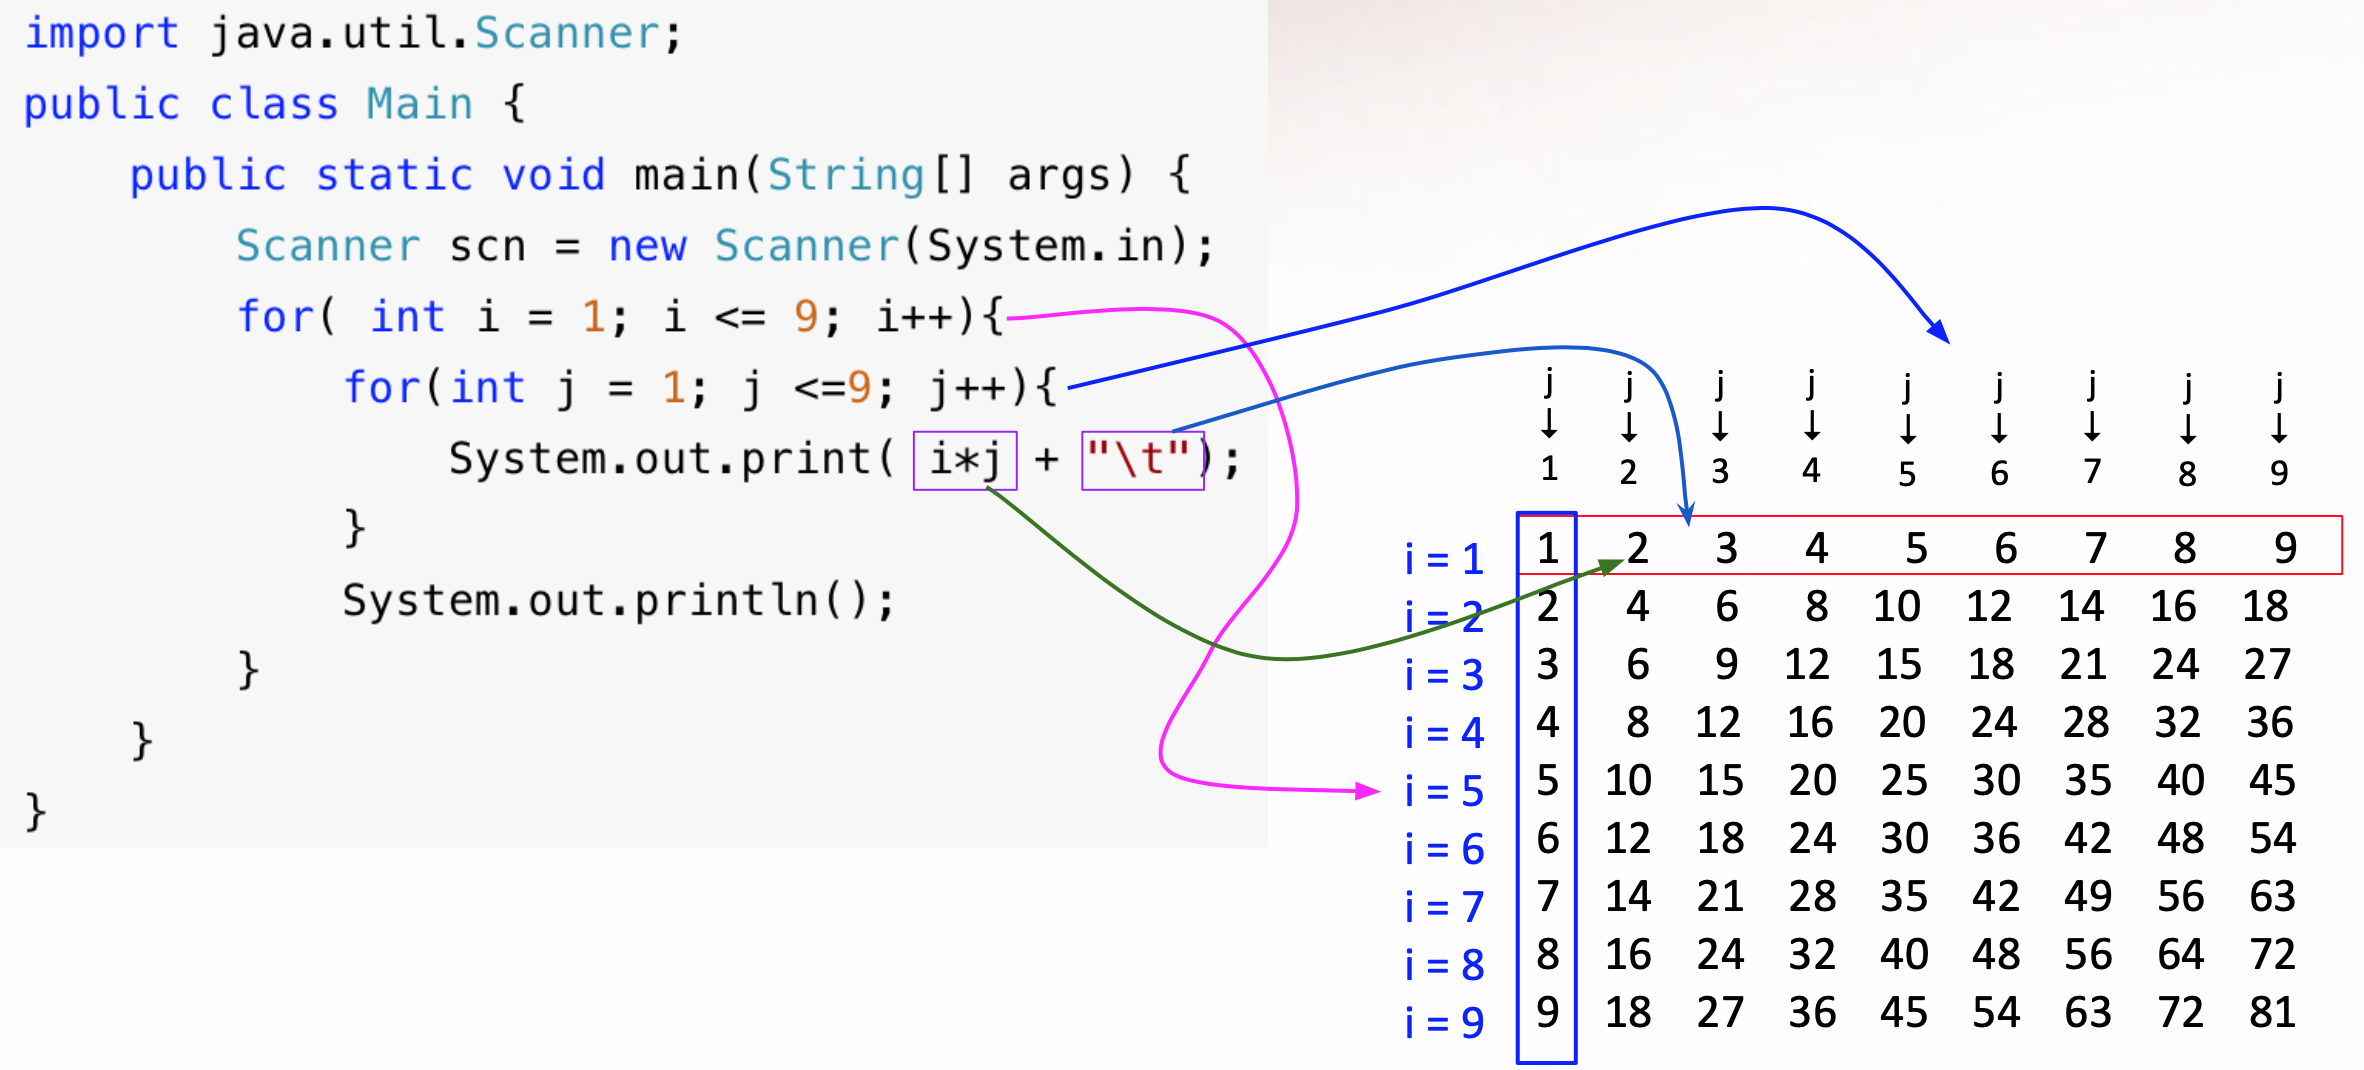 import java.util.Scanner;
public class Main {
public static void main(String[] args) {
Scanner scn = new Scanner(System.in);
for( int i = 1; i <= 9; i++){
for(int j = 1; j <=9; j++){
System.out.print( i*j + "\t");
}
System.out.println();
}
}
}
j j j j j j j j j
↓ ↓ ↓ ↓ ↓ ↓ ↓ ↓ ↓
1 2 3 4 5 6 7 8 9
i = 1 1 2 3 4 5 6 7 8 9
i = 2 2 4 6 8 10 12 14 16 18
i = 3 3 6 9 12 15 18 21 24 27
i = 4 4 8 12 16 20 24 28 32 36
i = 5 5 10 15 20 25 30 35 40 45
i = 6 6 12 18 24 30 36 42 48 54
i = 7 7 14 21 28 35 42 49 56 63
i = 8 8 16 24 32 40 48 56 64 72
i = 9 9 18 27 36 45 54 63 72 81